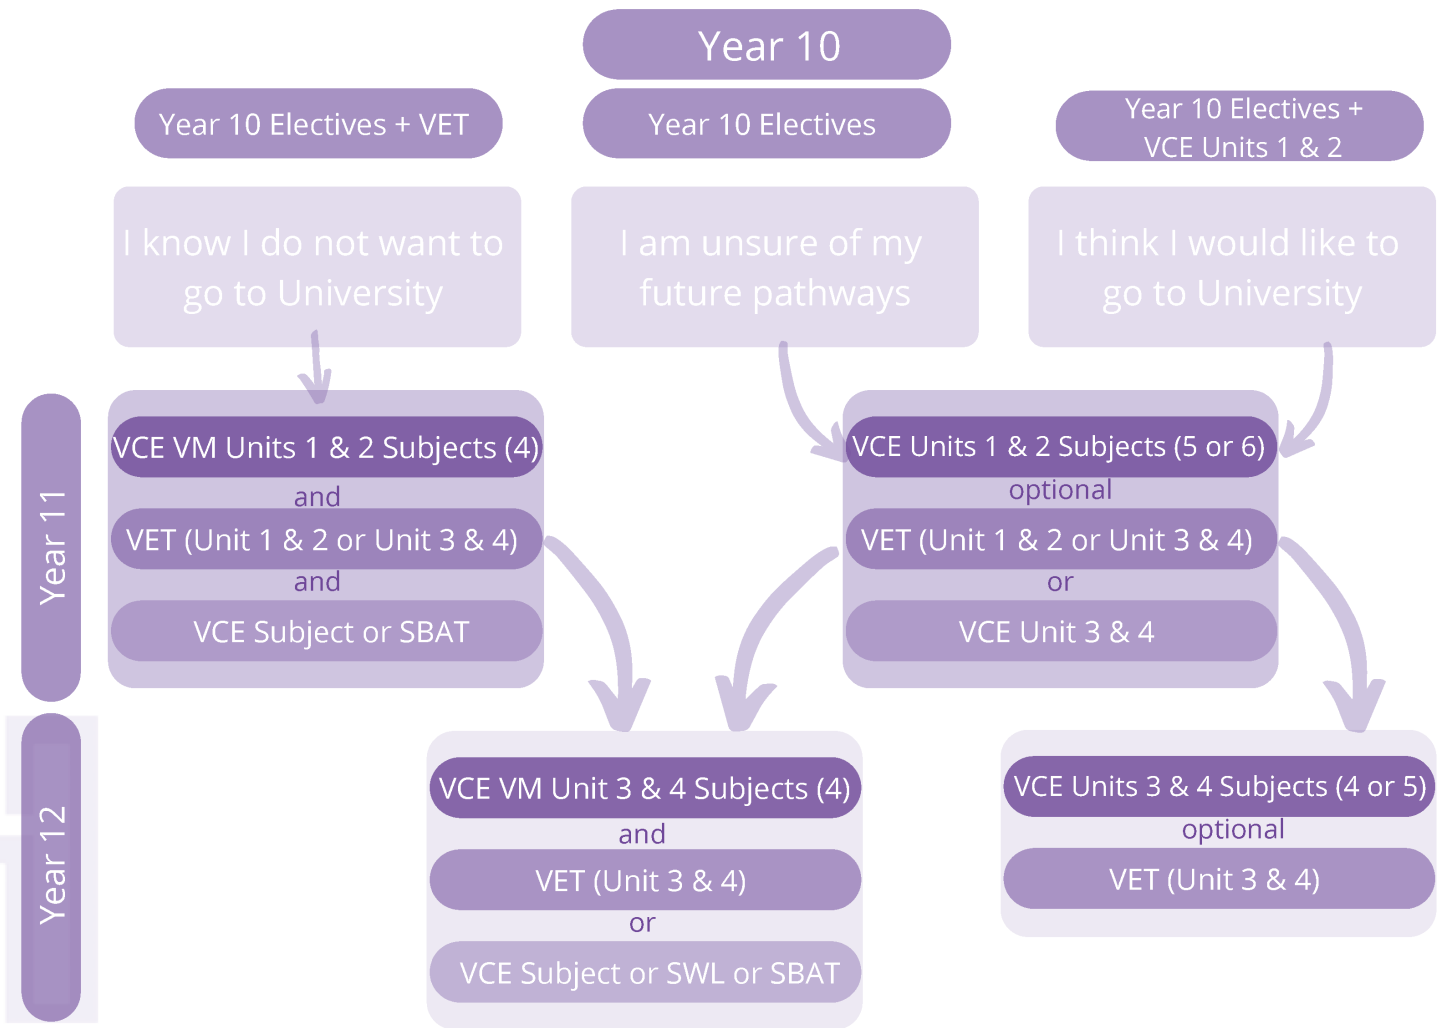 Year 10
Year 10 Electives + VET
Year 10 Electives
Year 10 Electives +
VCE Units 1 & 2
I know I do not want to
go to University
I am unsure of my
future pathways
I think I would like to
go to University
Year 11
VCE VM Units 1 & 2 Subjects (4)
and
VET (Unit 1 & 2 or Unit 3 & 4)
and
VCE Subject or SBAT
VCE Units 1 & 2 Subjects (5 or 6)
optional
VET (Unit 1 & 2 or Unit 3 & 4)
or
VCE Unit 3 & 4
Year 12
VCE VM Unit 3 & 4 Subjects (4)
and
VET (Unit 3 & 4)
or
VCE Subject or SWL or SBAT
VCE Units 3 & 4 Subjects (4 or 5)
optional
VET (Unit 3 & 4)